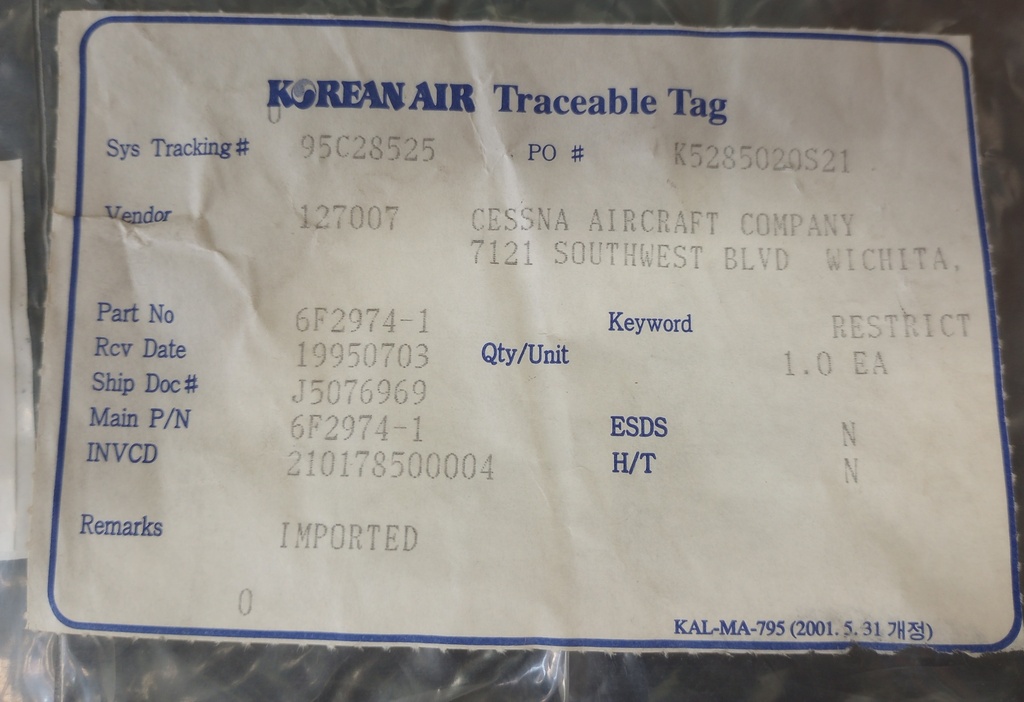 KOREAN AIR Traceable Tag
0
Sys Tracking# 95C28525 PO # K5285020S21
Vendor 127007 CESSNA AIRCRAFT COMPANY
7121 SOUTHWEST BLVD WICHITA,
Part No 6F2974-1 Keyword RESTRICT
Rcv Date 19950703 Qty/Unit 1.0 EA
Ship Doc# J5076969
Main P/N 6F2974-1 ESDS N
INVCD 210178500004 H/T N
Remarks IMPORTED
0
KAL-MA-795 (2001. 5. 31 개정)